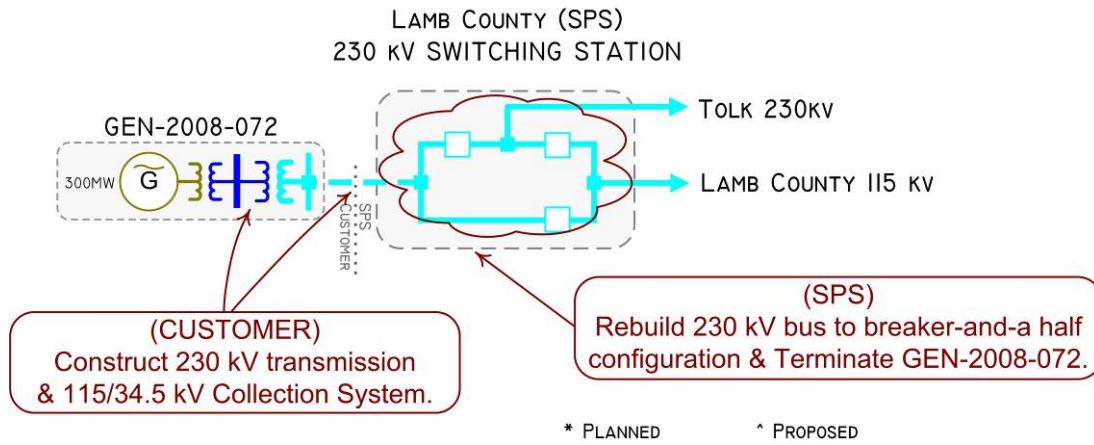 LAMB COUNTY (SPS)
230 KV SWITCHING STATION
GEN-2008-072
300MW
G
TOLK 230KV
LAMB COUNTY 115 KV
SPS
CUSTOMER
(CUSTOMER)
Construct 230 kV transmission
& 115/34.5 kV Collection System.
(SPS)
Rebuild 230 kV bus to breaker-and-a half
configuration & Terminate GEN-2008-072.
* PLANNED
^ PROPOSED